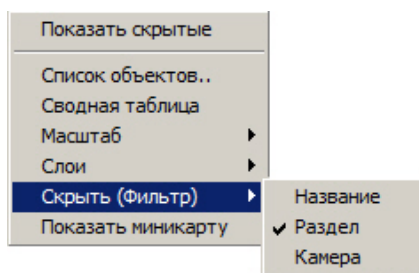 Показать скрытые
Список объектов..
Сводная таблица
Масштаб
Слои
Скрыть (Фильтр)
Показать миникарту
Название
Раздел
Камера